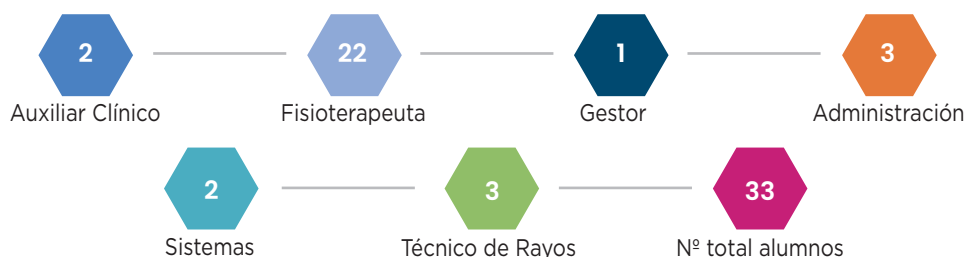 2 22 1 3
Auxiliar Clínico Fisioterapeuta Gestor Administración
2 3 33
Sistemas Técnico de Rayos Nº total alumnos